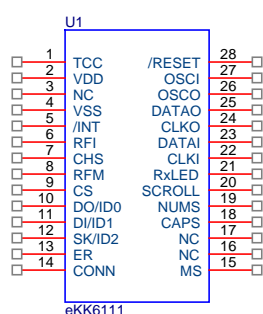 U1
1 TCC /RESET 28
2 VDD OSCI 27
3 NC OSCO 26
4 VSS DATAO 25
5 /INT CLKO 24
6 RFI DATAI 23
7 CHS CLKI 22
8 RFM RxLED 21
9 CS SCROLL 20
10 DO/ID0 NUMS 19
11 DI/ID1 CAPS 18
12 SK/ID2 NC 17
13 ER NC 16
14 CONN MS 15
eKK6111